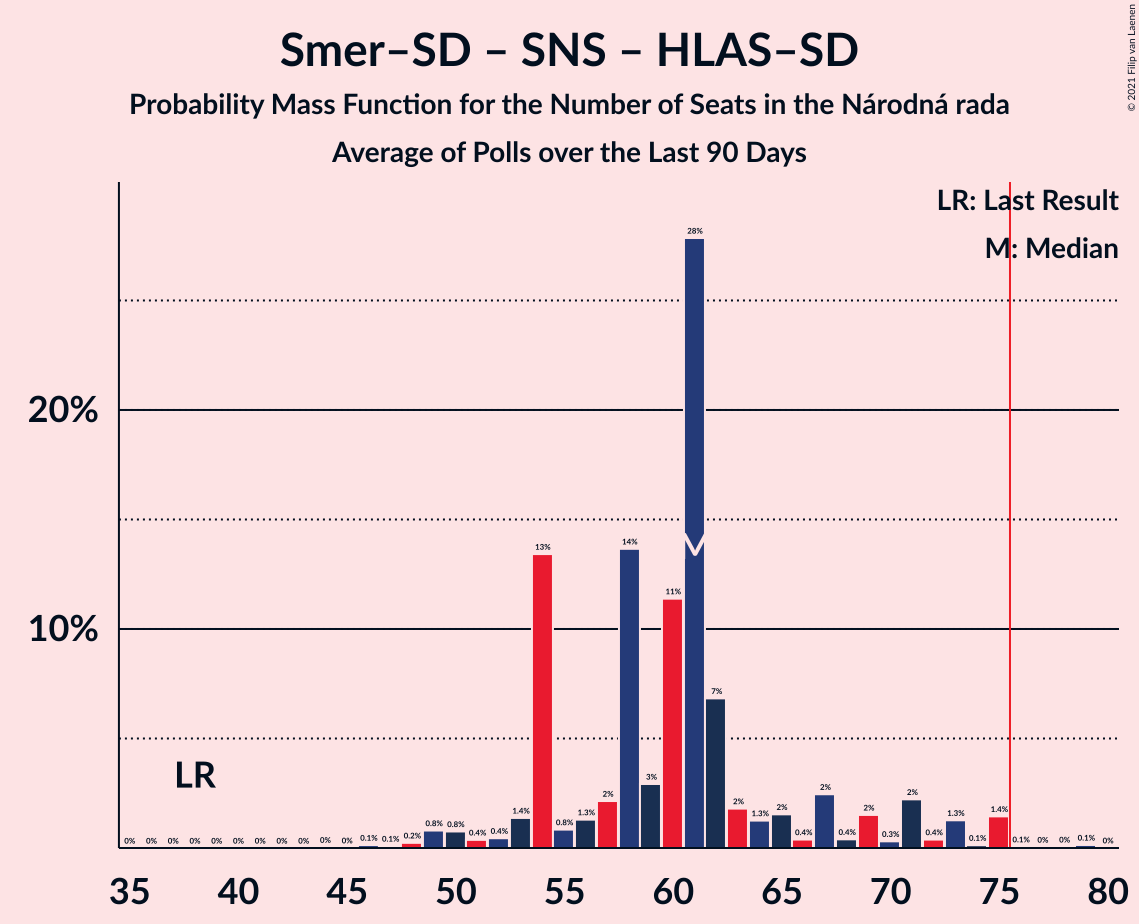 Smer–SD – SNS – HLAS–SD
Probability Mass Function for the Number of Seats in the Národná rada
Average of Polls over the Last 90 Days
© 2021 Filip van Laenen
LR: Last Result
M: Median
20%
10%
LR
0% 0% 0% 0% 0% 0% 0% 0% 0% 0% 0% 0.1% 0.1% 0.2% 0.8% 0.8% 0.4% 0.4% 1.4% 13% 0.8% 1.3% 2% 14% 3% 11% 28% 7% 2% 1.3% 2% 0.4% 2% 0.4% 2% 0.3% 2% 0.4% 1.3% 0.1% 1.4% 0.1% 0% 0% 0.1% 0%
35 40 45 50 55 60 65 70 75 80